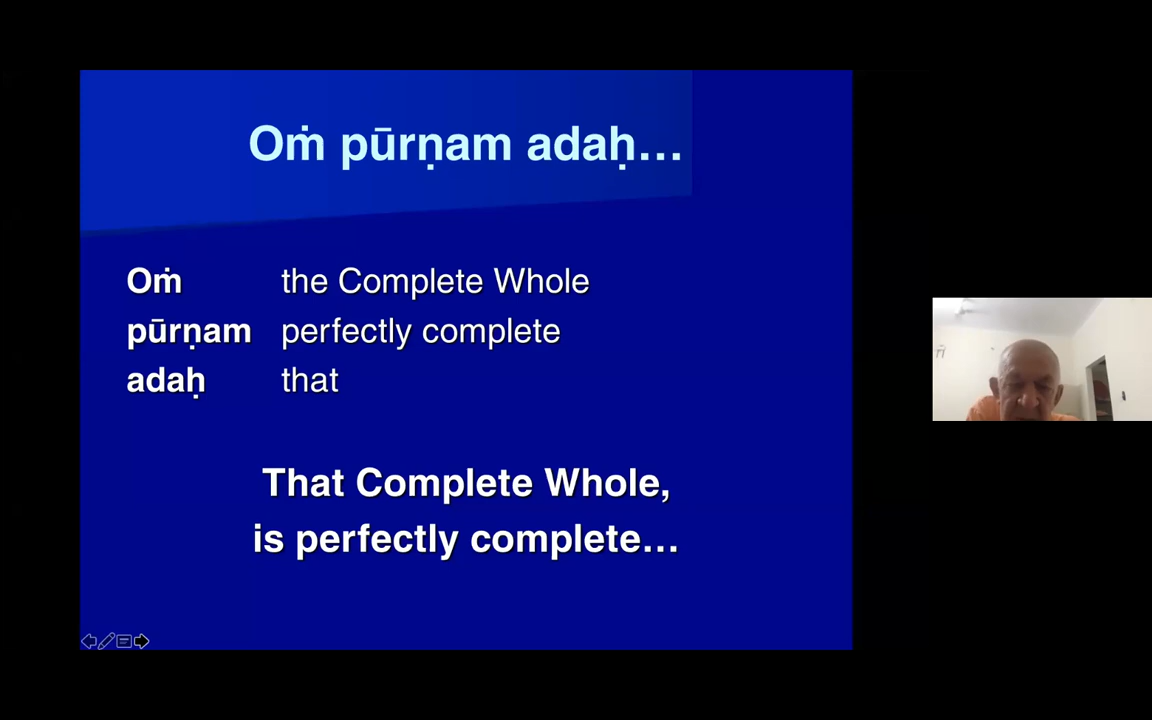 Oṁ pūrṇam adaḥ…
Oṁ the Complete Whole
pūrṇam perfectly complete
adaḥ that
That Complete Whole,
is perfectly complete…